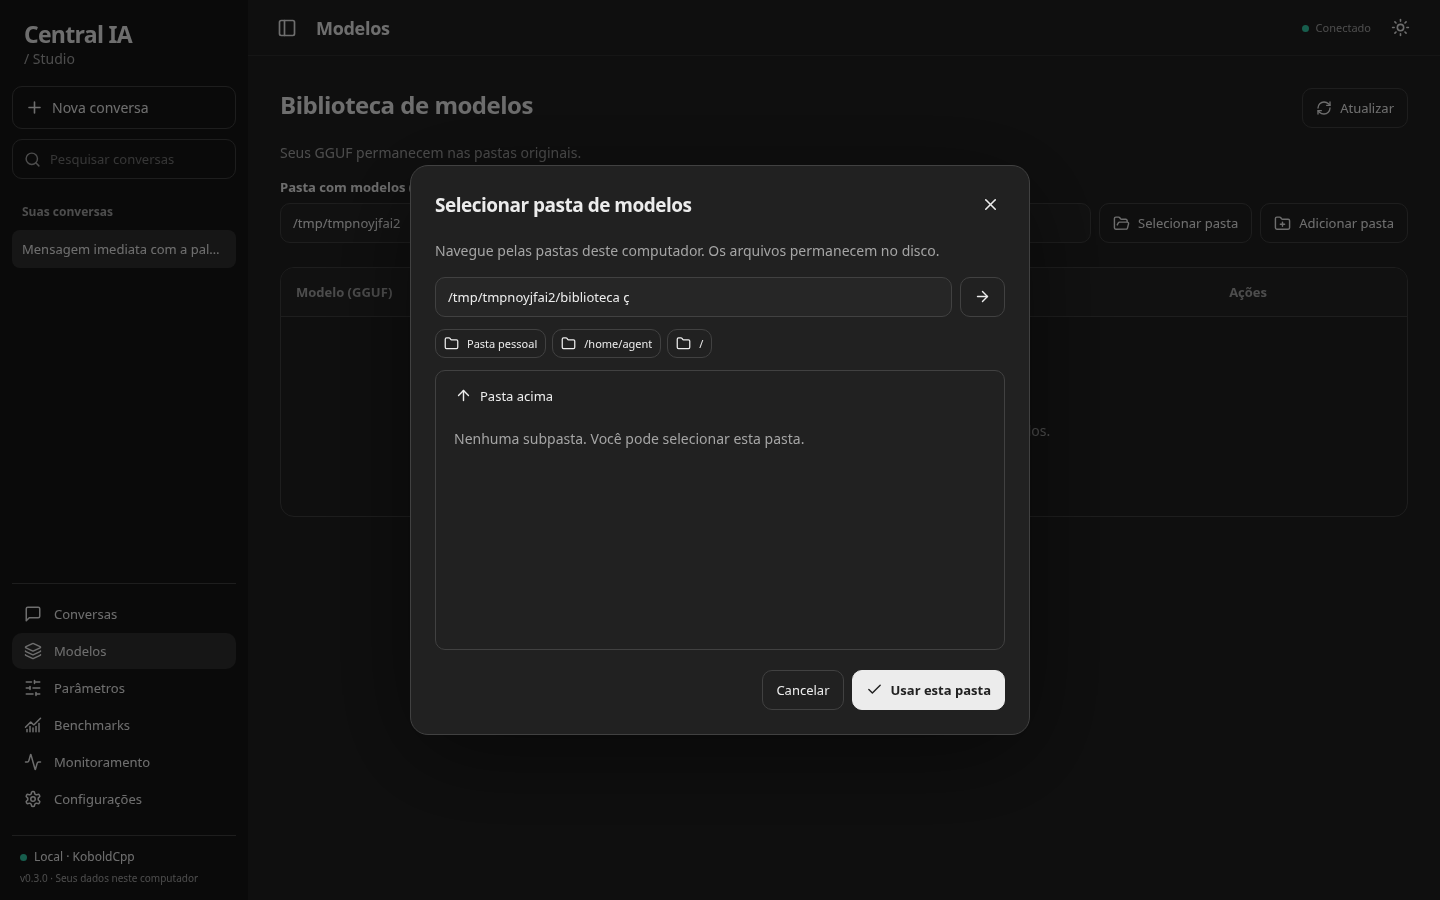 Central IA
/ Studio
Nova conversa
Pesquisar conversas
Suas conversas
Mensagem imediata com a pal...
Conversas
Modelos
Parâmetros
Benchmarks
Monitoramento
Configurações
Local · KoboldCpp
v0.3.0 · Seus dados neste computador
Modelos
Conectado
Biblioteca de modelos
Atualizar
Seus GGUF permanecem nas pastas originais.
Pasta com modelos
/tmp/tmpnoyjfai2
Selecionar pasta
Adicionar pasta
Modelo (GGUF)
Ações
os.
Selecionar pasta de modelos
Navegue pelas pastas deste computador. Os arquivos permanecem no disco.
/tmp/tmpnoyjfai2/biblioteca ç
Pasta pessoal
/home/agent
/
Pasta acima
Nenhuma subpasta. Você pode selecionar esta pasta.
Cancelar
Usar esta pasta